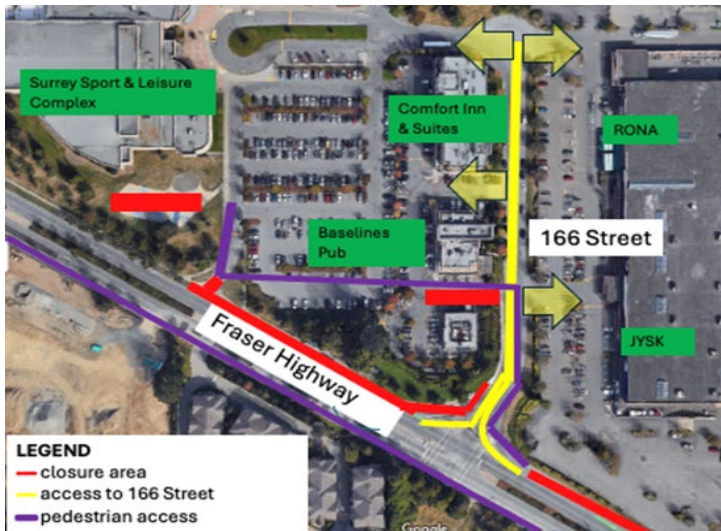 Surrey Sport & Leisure
Complex
Comfort Inn
& Suites
RONA
Baselines
Pub
166 Street
JYSK
Fraser Highway
LEGEND
closure area
access to 166 Street
pedestrian access
Google